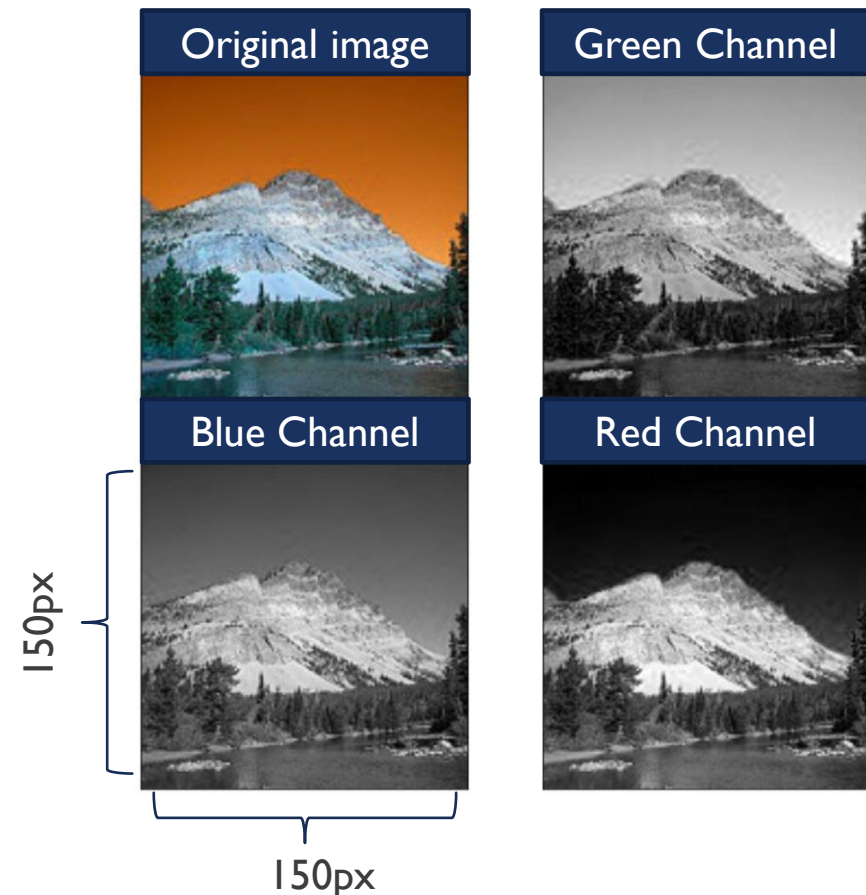 Original image
Green Channel
Blue Channel
Red Channel
150px
150px